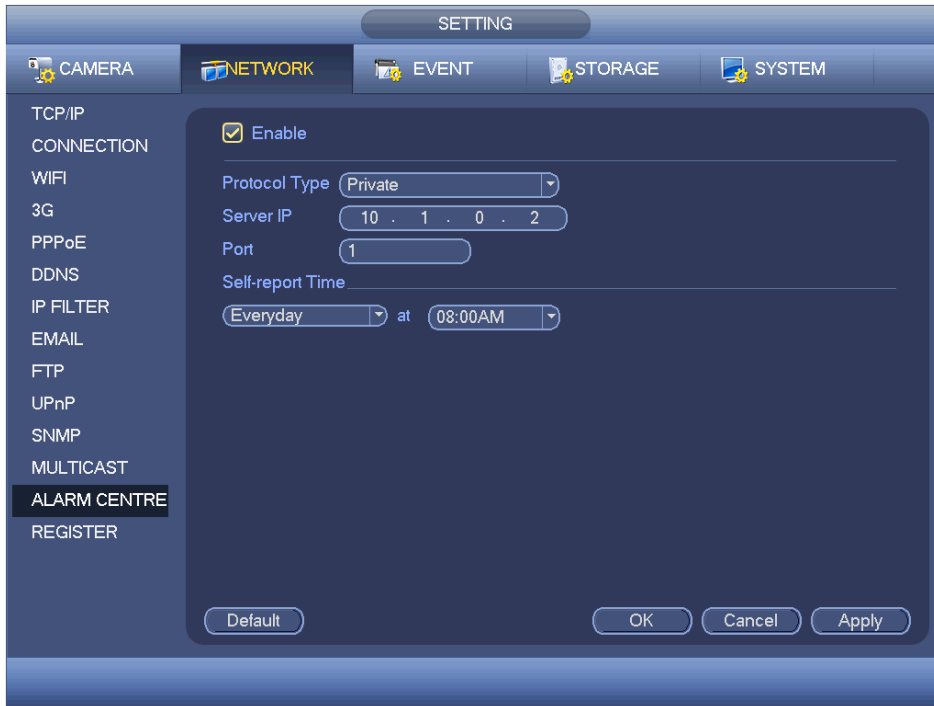 SETTING
CAMERA NETWORK EVENT STORAGE SYSTEM
TCP/IP
CONNECTION
WIFI
3G
PPPoE
DDNS
IP FILTER
EMAIL
FTP
UPnP
SNMP
MULTICAST
ALARM CENTRE
REGISTER
Enable
Protocol Type Private
Server IP 10 . 1 . 0 . 2
Port 1
Self-report Time
Everyday at 08:00AM
Default OK Cancel Apply